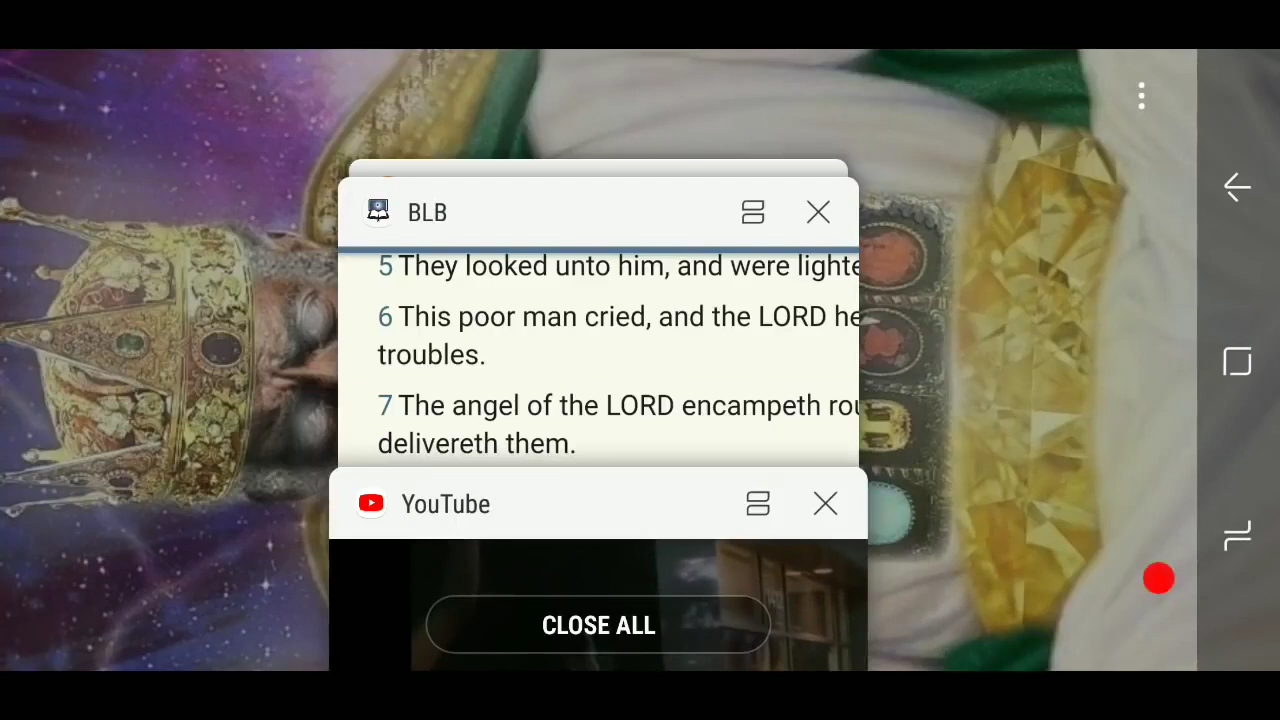 BLB
5 They looked unto him, and were lighte
6 This poor man cried, and the LORD he
troubles.
7 The angel of the LORD encampeth rou
delivereth them.
YouTube
CLOSE ALL